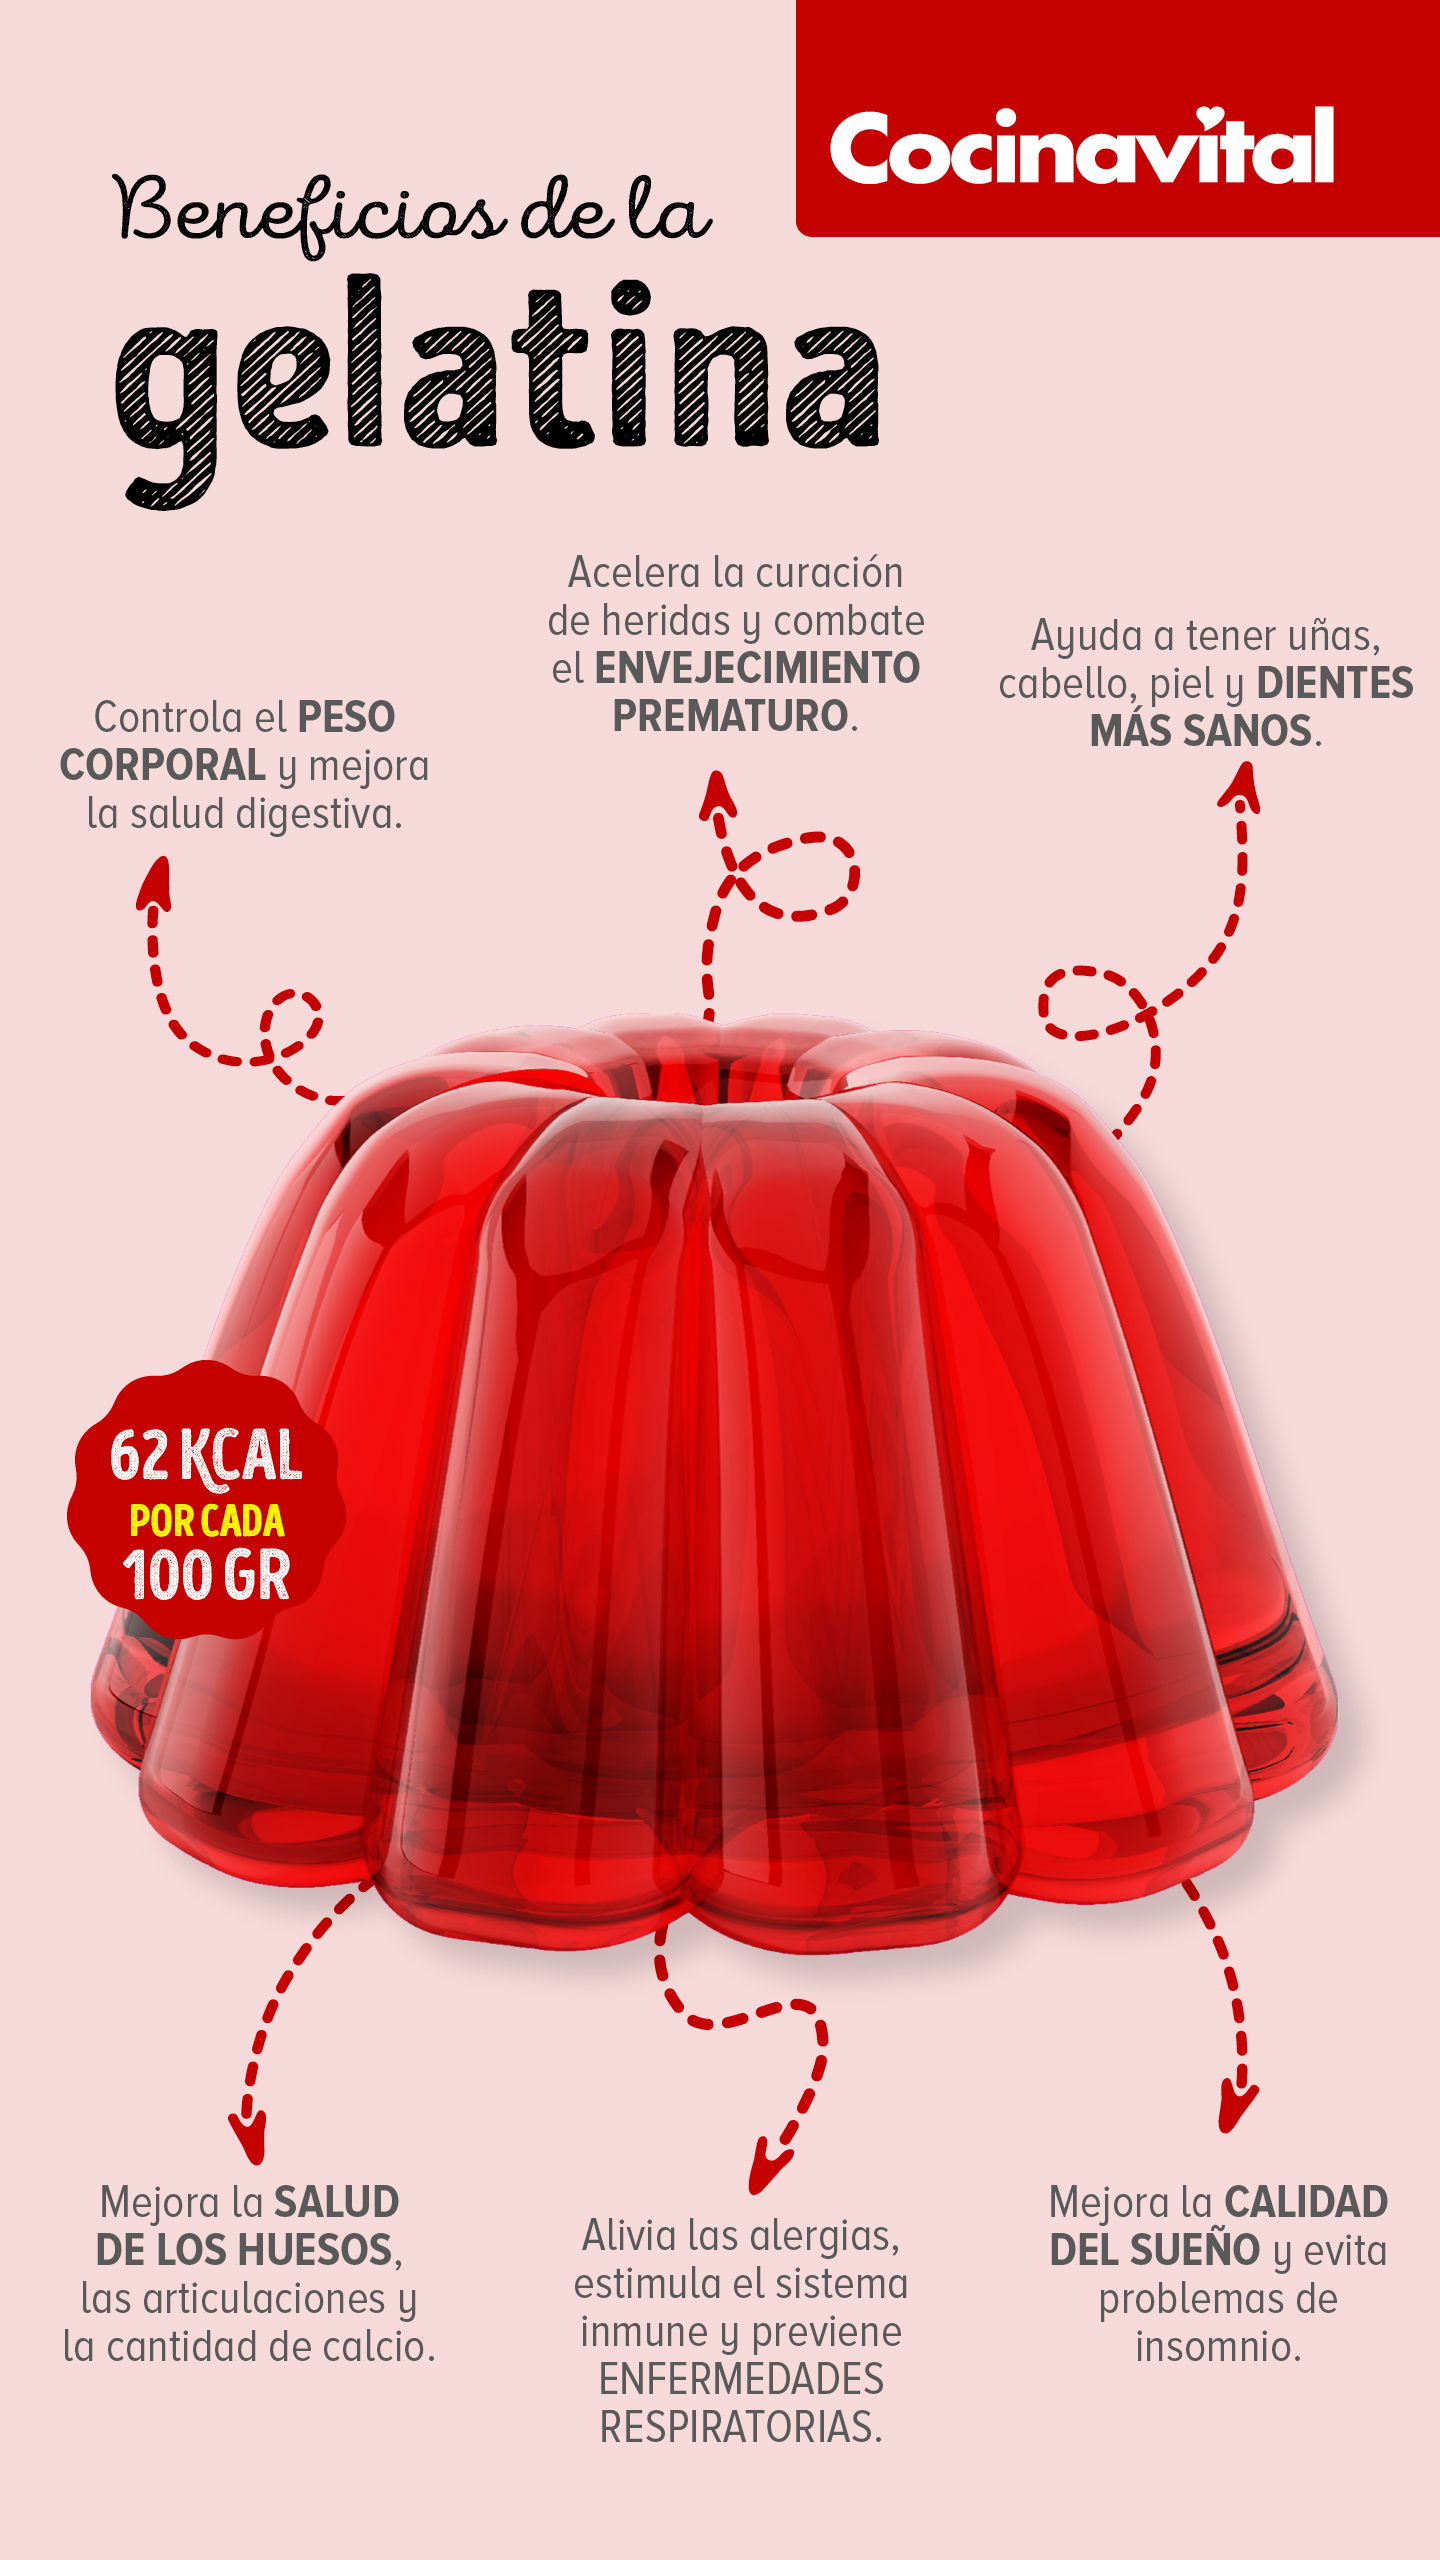 Cocinavital
Beneficios de la
gelatina
Controla el PESO
CORPORAL y mejora
la salud digestiva.
Acelera la curación
de heridas y combate
el ENVEJECIMIENTO
PREMATURO.
Ayuda a tener uñas,
cabello, piel y DIENTES
MÁS SANOS.
62 KCAL
POR CADA
100 GR
Mejora la SALUD
DE LOS HUESOS,
las articulaciones y
la cantidad de calcio.
Alivia las alergias,
estimula el sistema
inmune y previene
ENFERMEDADES
RESPIRATORIAS.
Mejora la CALIDAD
DEL SUEÑO y evita
problemas de
insomnio.